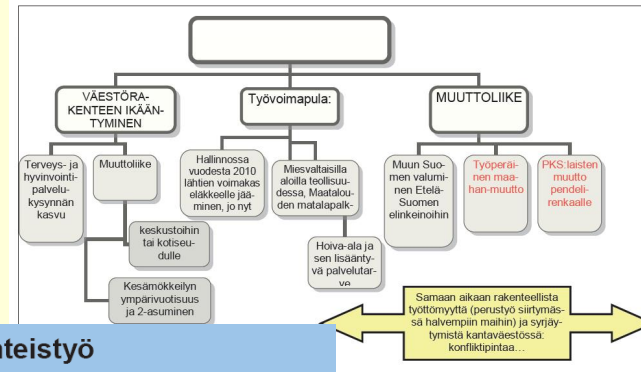 VÄESTÖRA-
KENTEEN IKÄÄN-
TYMINEN
Työvoimapula:
MUUTTOLIIKE
Terveys- ja
hyvinvointi-
palvelu-
kysynnän
kasvu
Muuttoliike
Hallinnossa
vuodesta 2010
lähtien voimakas
eläkkeelle jää-
minen, jo nyt
Miesvaltaisilla
aloilla teollisuu-
dessa, Maatalou-
den matalapalk-
Muun Suo-
men valumi-
nen Etelä-
Suomen
elinkeinoihin
Työperäi-
nen maa-
han-muutto
PKS:laisten
muutto
pendeli-
renkaalle
keskustoihin
tai kotiseu-
dulle
Hoiva-ala ja
sen lisäänty-
vä palvelutar-
ve
Kesämökkeilyn
ympärivuotisuus
ja 2-asuminen
Samaan aikaan rakenteellista
työttömyyttä (perustyö siirtymäs-
sä halvempiin maihin) ja syrjäy-
tymistä kantaväestössä:
konfliktipintaa…
nteistyö